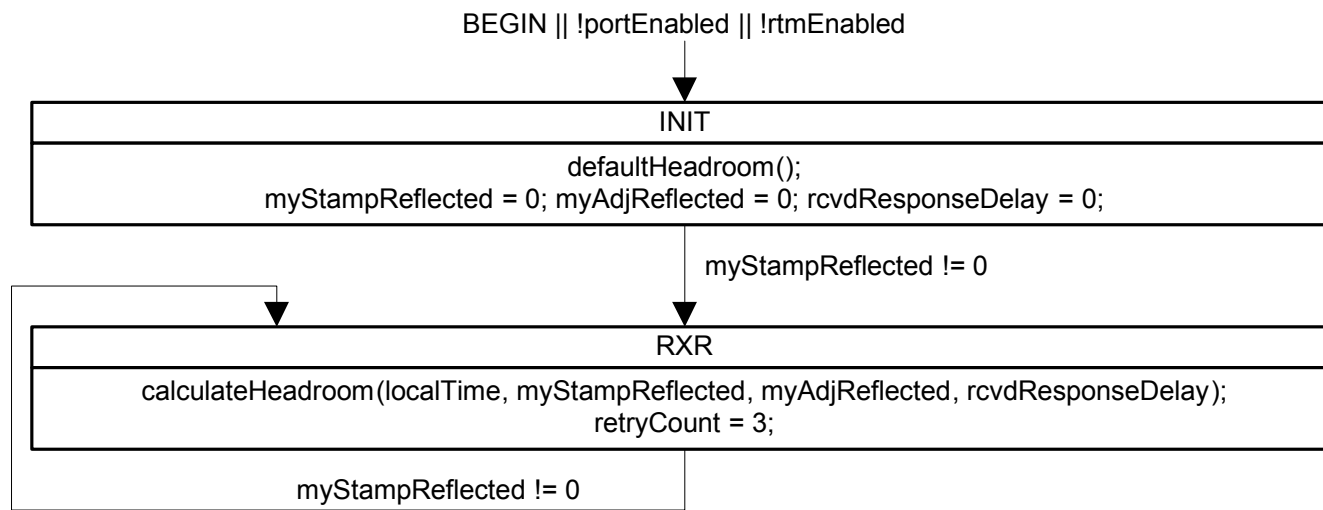 BEGIN || !portEnabled || !rtmEnabled
INIT
defaultHeadroom();
myStampReflected = 0; myAdjReflected = 0; rcvdResponseDelay = 0;
myStampReflected != 0
RXR
calculateHeadroom(localTime, myStampReflected, myAdjReflected, rcvdResponseDelay);
retryCount = 3;
myStampReflected != 0